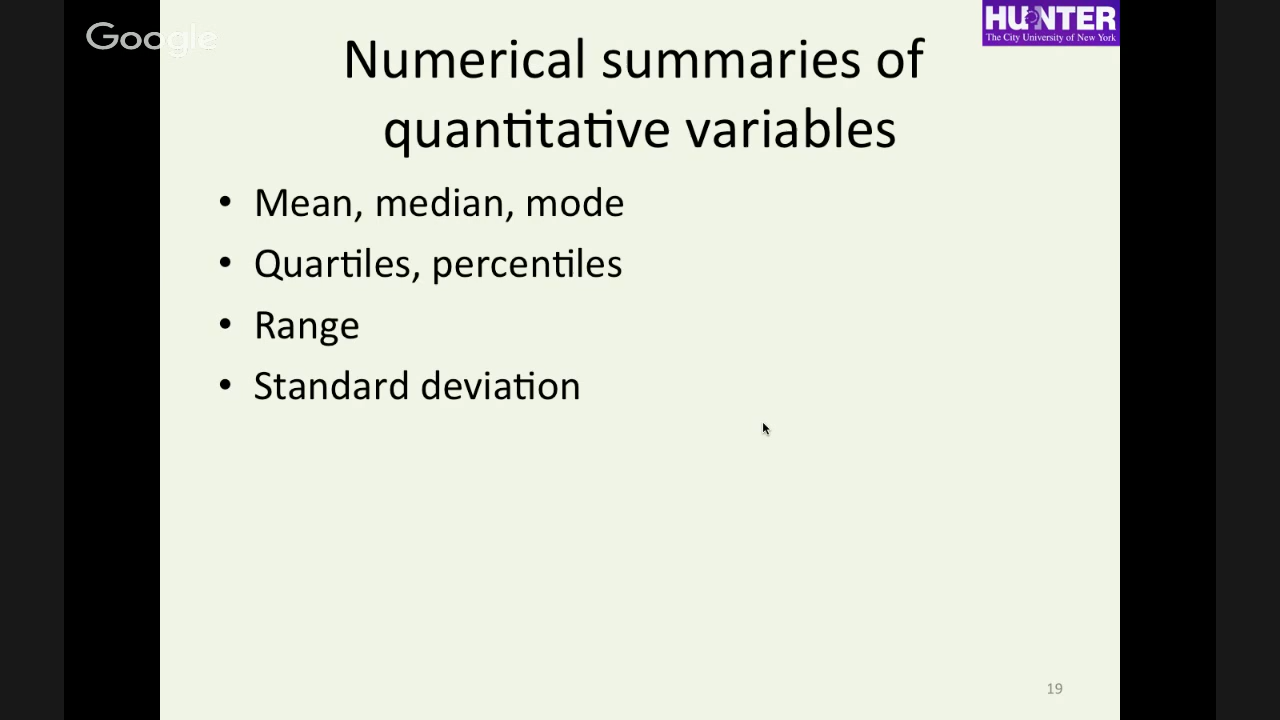 Google
HUNTER
The City University of New York
Numerical summaries of
quantitative variables
• Mean, median, mode
• Quartiles, percentiles
• Range
• Standard deviation
19